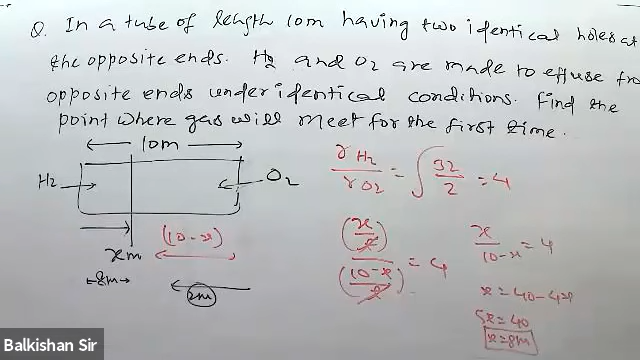 Q. In a tube of length 10m having two identical holes at
the opposite ends. H2 and O2 are made to effuse from
opposite ends under identical conditions. Find the
point where gas will meet for the first time.
10m
H2
O2
xm
(10-x)
8m
2m
r H2 / r O2 = √32/2 = 4
(x/t) / (10-x/t) = 4
x / 10-x = 4
x = 40-4x
5x = 40
x = 8m
Balkishan Sir